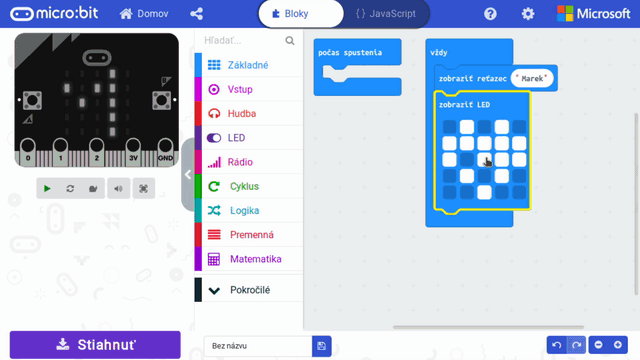 micro:bit
Domov
Bloky
JavaScript
Microsoft
0
1
2
3V
GND
Stiahnuť
Hľadať...
Základné
Vstup
Hudba
LED
Rádio
Cyklus
Logika
Premenná
Matematika
Pokročilé
Bez názvu
počas spustenia
vždy
zobraziť reťazec "Marek"
zobraziť LED